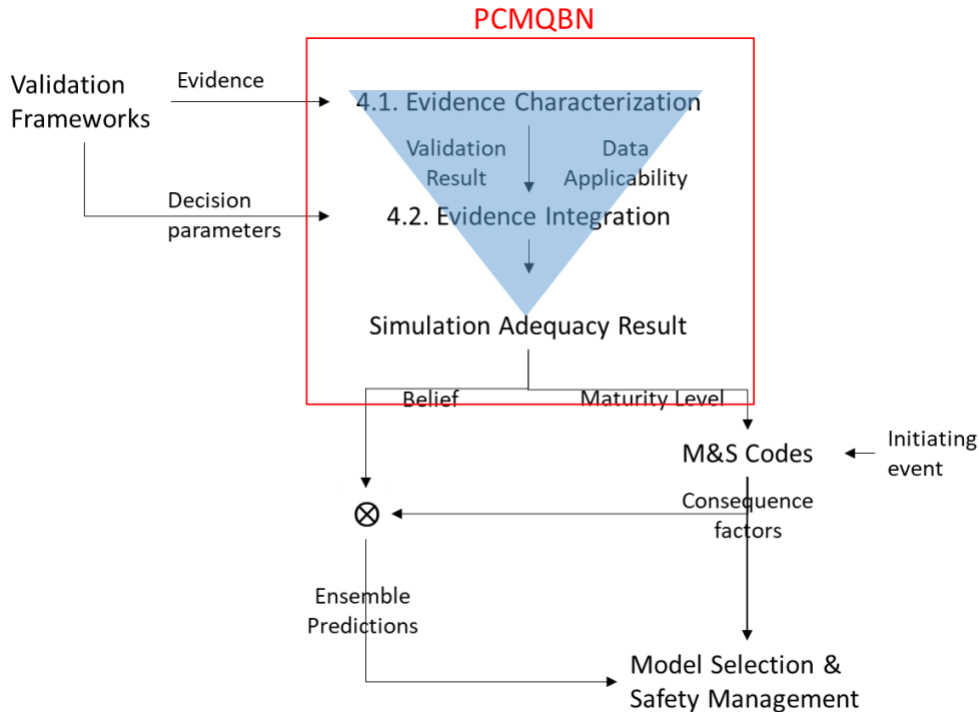 PCMQBN
Validation
Frameworks
Evidence
4.1. Evidence Characterization
Validation
Result
Data
Applicability
Decision
parameters
4.2. Evidence Integration
Simulation Adequacy Result
Belief
Maturity Level
M&S Codes
Initiating
event
Consequence
factors
Ensemble
Predictions
Model Selection &
Safety Management